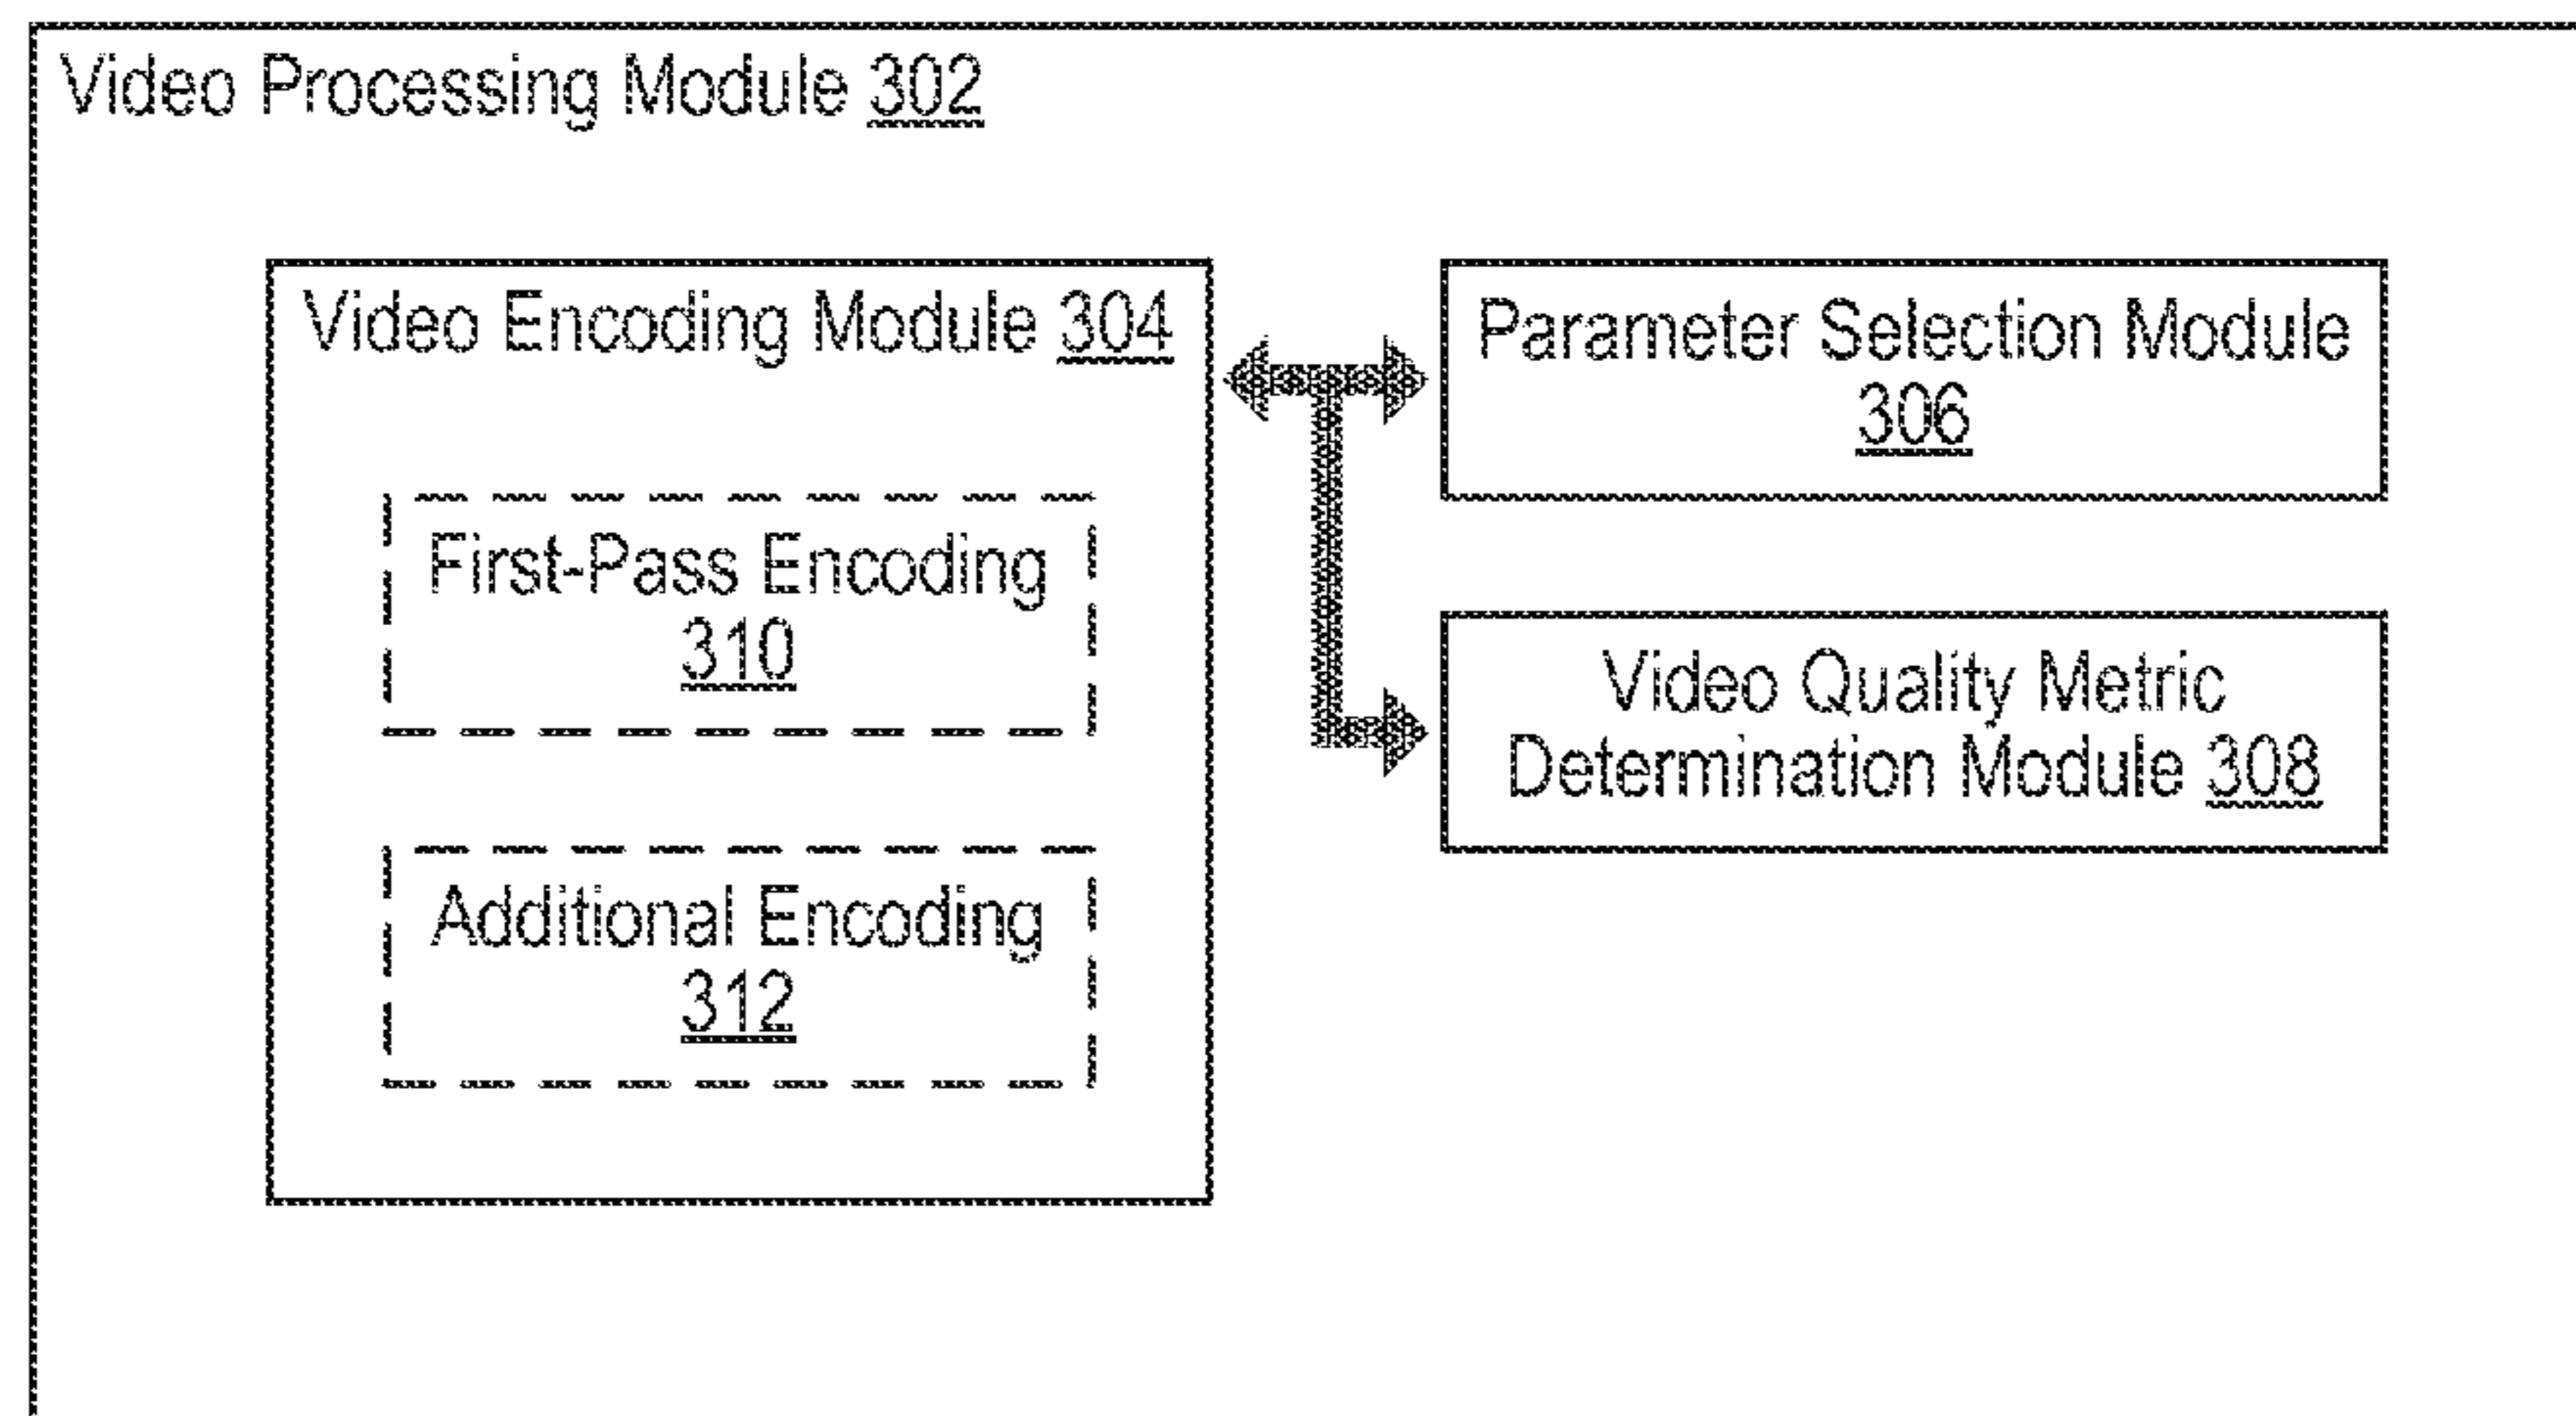 Video Processing Module 302
Video Encoding Module 304
First-Pass Encoding
310
Additional Encoding
312
Parameter Selection Module
306
Video Quality Metric
Determination Module 308